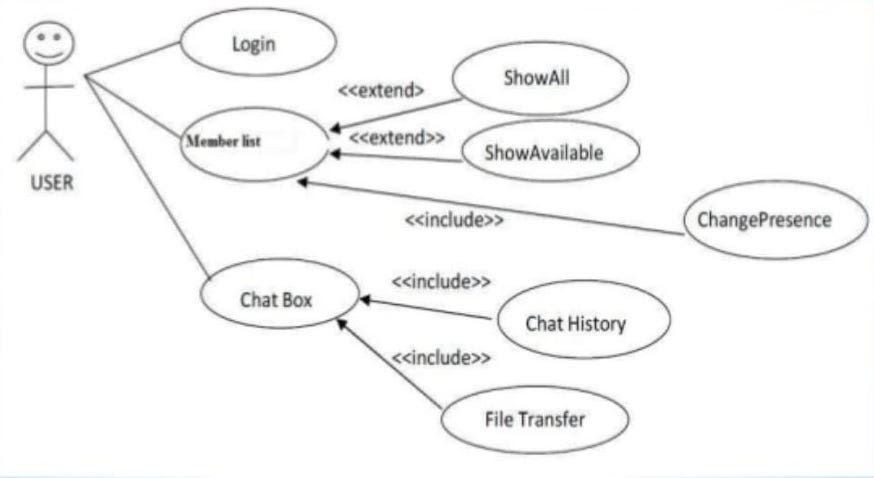 Login
ShowAll
<<extend>
Member list
<<extend>>
ShowAvailable
USER
<<include>>
ChangePresence
Chat Box
<<include>>
Chat History
<<include>>
File Transfer